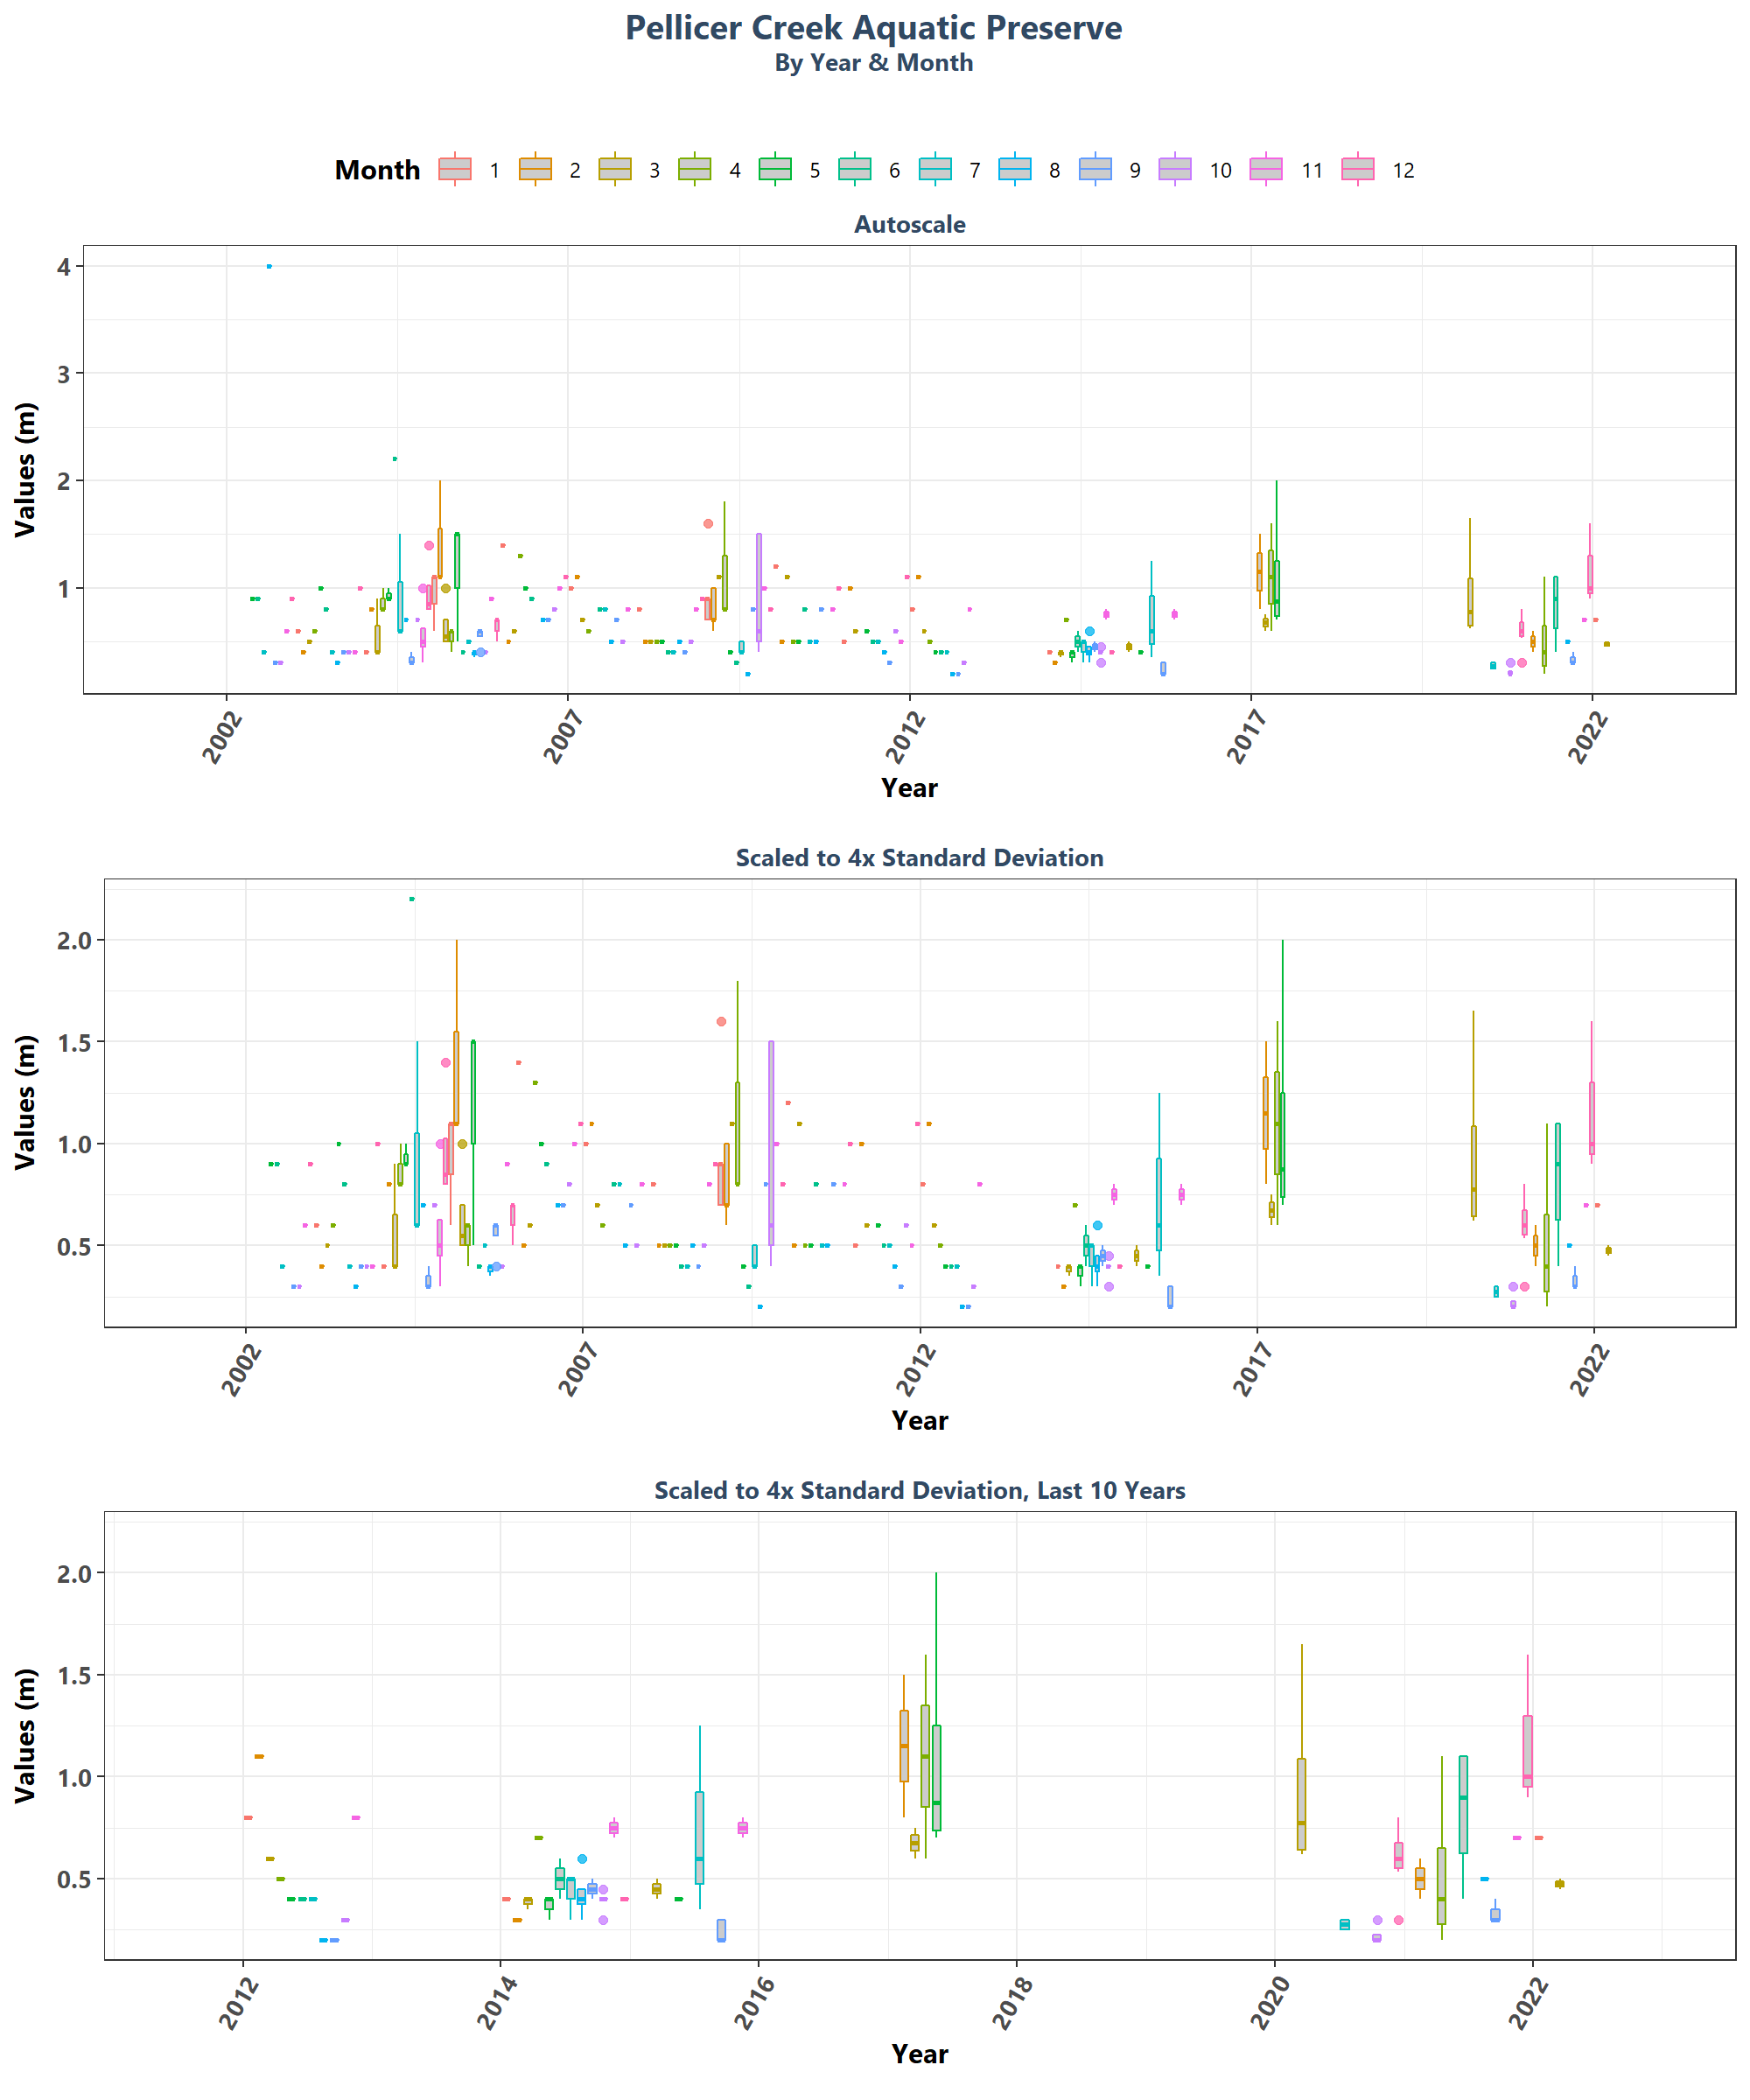 Pellicer Creek Aquatic Preserve
By Year & Month
Month 1 2 3 4 5 6 7 8 9 10 11 12
Autoscale
Values (m)
4
3
2
1
2002 2007 2012 2017 2022
Year
Scaled to 4x Standard Deviation
Values (m)
2.0
1.5
1.0
0.5
2002 2007 2012 2017 2022
Year
Scaled to 4x Standard Deviation, Last 10 Years
Values (m)
2.0
1.5
1.0
0.5
2012 2014 2016 2018 2020 2022
Year